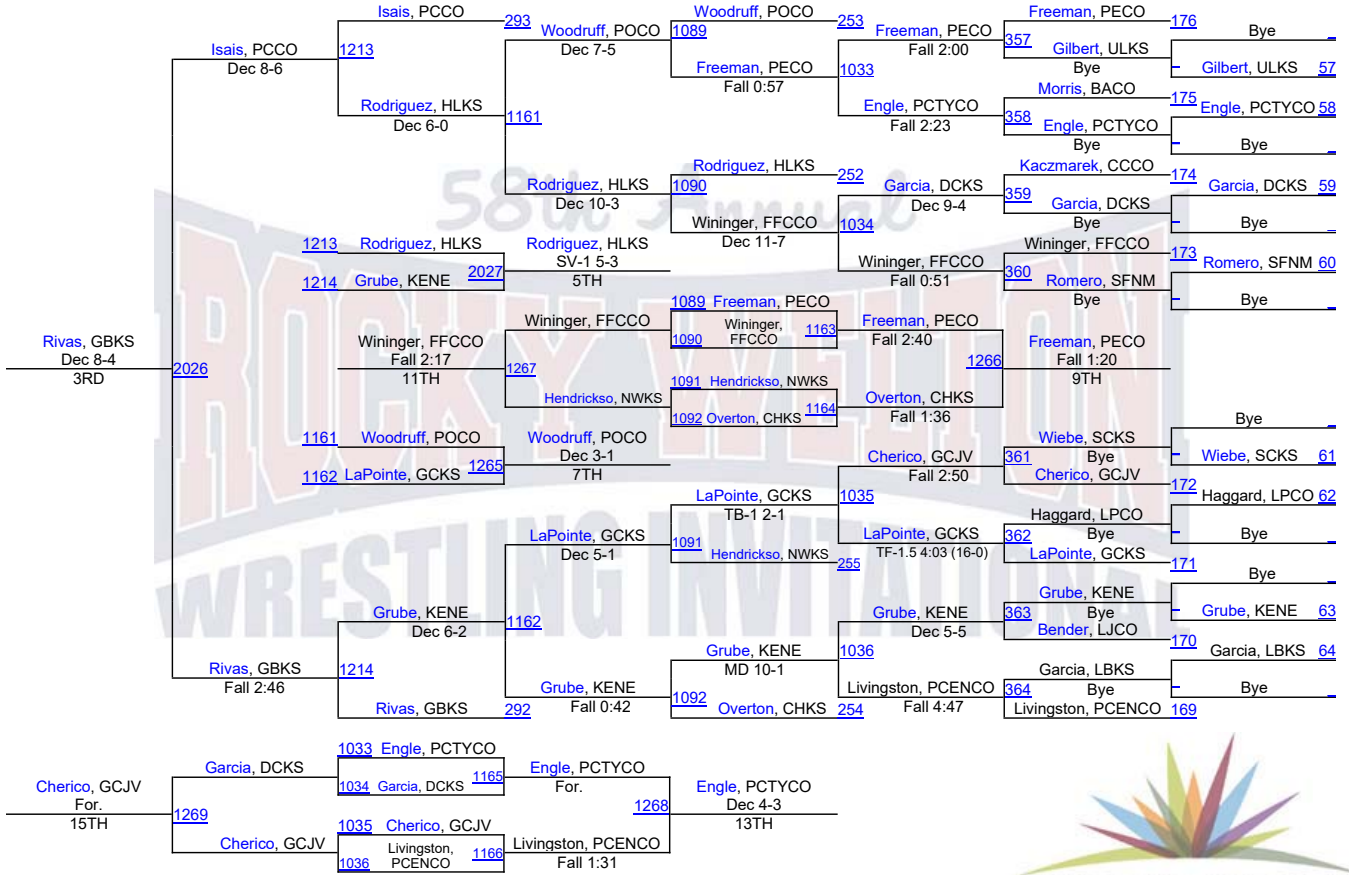 Isais, PCCO
293
Woodruff, POCO
253
Freeman, PECO
176
Bye
Woodruff, POCO
1089
Freeman, PECO
357
Dec 7-5
Fall 2:00
Gilbert, ULKS
Isais, PCCO
1213
Bye
Gilbert, ULKS 57
Dec 8-6
Freeman, PECO
1033
Fall 0:57
Morris, BACO
175
Engle, PCTYCO 58
Rodriguez, HLKS
1161
Engle, PCTYCO
358
Dec 6-0
Fall 2:23
Engle, PCTYCO
Bye
Bye
Rodriguez, HLKS
252
Kaczmarek, CCCO
174
Garcia, DCKS 59
Rodriguez, HLKS
1090
Garcia, DCKS
359
Dec 10-3
Dec 9-4
Garcia, DCKS
Bye
Bye
58th Annual
Wininger, FFCCO
1034
Dec 11-7
Wininger, FFCCO
173
Romero, SFNM 60
1213 Rodriguez, HLKS
Rodriguez, HLKS
SV-1 5-3
5TH
2027
1214 Grube, KENE
Wininger, FFCCO
360
Fall 0:51
Romero, SFNM
Bye
Bye
1089 Freeman, PECO
1163
1090
Wininger,
FFCCO
Wininger, FFCCO
Freeman, PECO
Fall 2:40
Rivas, GBKS
Dec 8-4
3RD
2026
Wininger, FFCCO
Fall 2:17
11TH
1267
1266
Freeman, PECO
Fall 1:20
9TH
Hendrickso, NWKS
1091 Hendrickso, NWKS
1164
1092 Overton, CHKS
Overton, CHKS
Fall 1:36
ROCKY WELTON
Bye
1161 Woodruff, POCO
Woodruff, POCO
Dec 3-1
7TH
1265
1162 LaPointe, GCKS
Wiebe, SCKS
Bye
Wiebe, SCKS 61
Cherico, GCJV
361
Fall 2:50
Cherico, GCJV
172
LaPointe, GCKS
1035
TB-1 2-1
Haggard, LPCO 62
Haggard, LPCO
Bye
Bye
LaPointe, GCKS
1091
Dec 5-1
LaPointe, GCKS
362
TF-1.5 4:03 (16-0)
Hendrickso, NWKS
255
LaPointe, GCKS
171
WRESTLING INVITATIONAL
Bye
Grube, KENE
Bye
Grube, KENE 63
Grube, KENE
1162
Dec 6-2
Grube, KENE
363
Dec 5-5
Bender, LJCO
170
Grube, KENE
1036
MD 10-1
Garcia, LBKS 64
Rivas, GBKS
1214
Fall 2:46
Garcia, LBKS
Bye
Bye
Grube, KENE
1092
Fall 0:42
Livingston, PCENCO
364
Fall 4:47
Rivas, GBKS
292
Overton, CHKS
254
Livingston, PCENCO
169
1033 Engle, PCTYCO
1165
1034 Garcia, DCKS
Garcia, DCKS
Engle, PCTYCO
For.
Cherico, GCJV
For.
15TH
1269
1268
Engle, PCTYCO
Dec 4-3
13TH
1035 Cherico, GCJV
1166
1036
Livingston,
PCENCO
Cherico, GCJV
Livingston, PCENCO
Fall 1:31